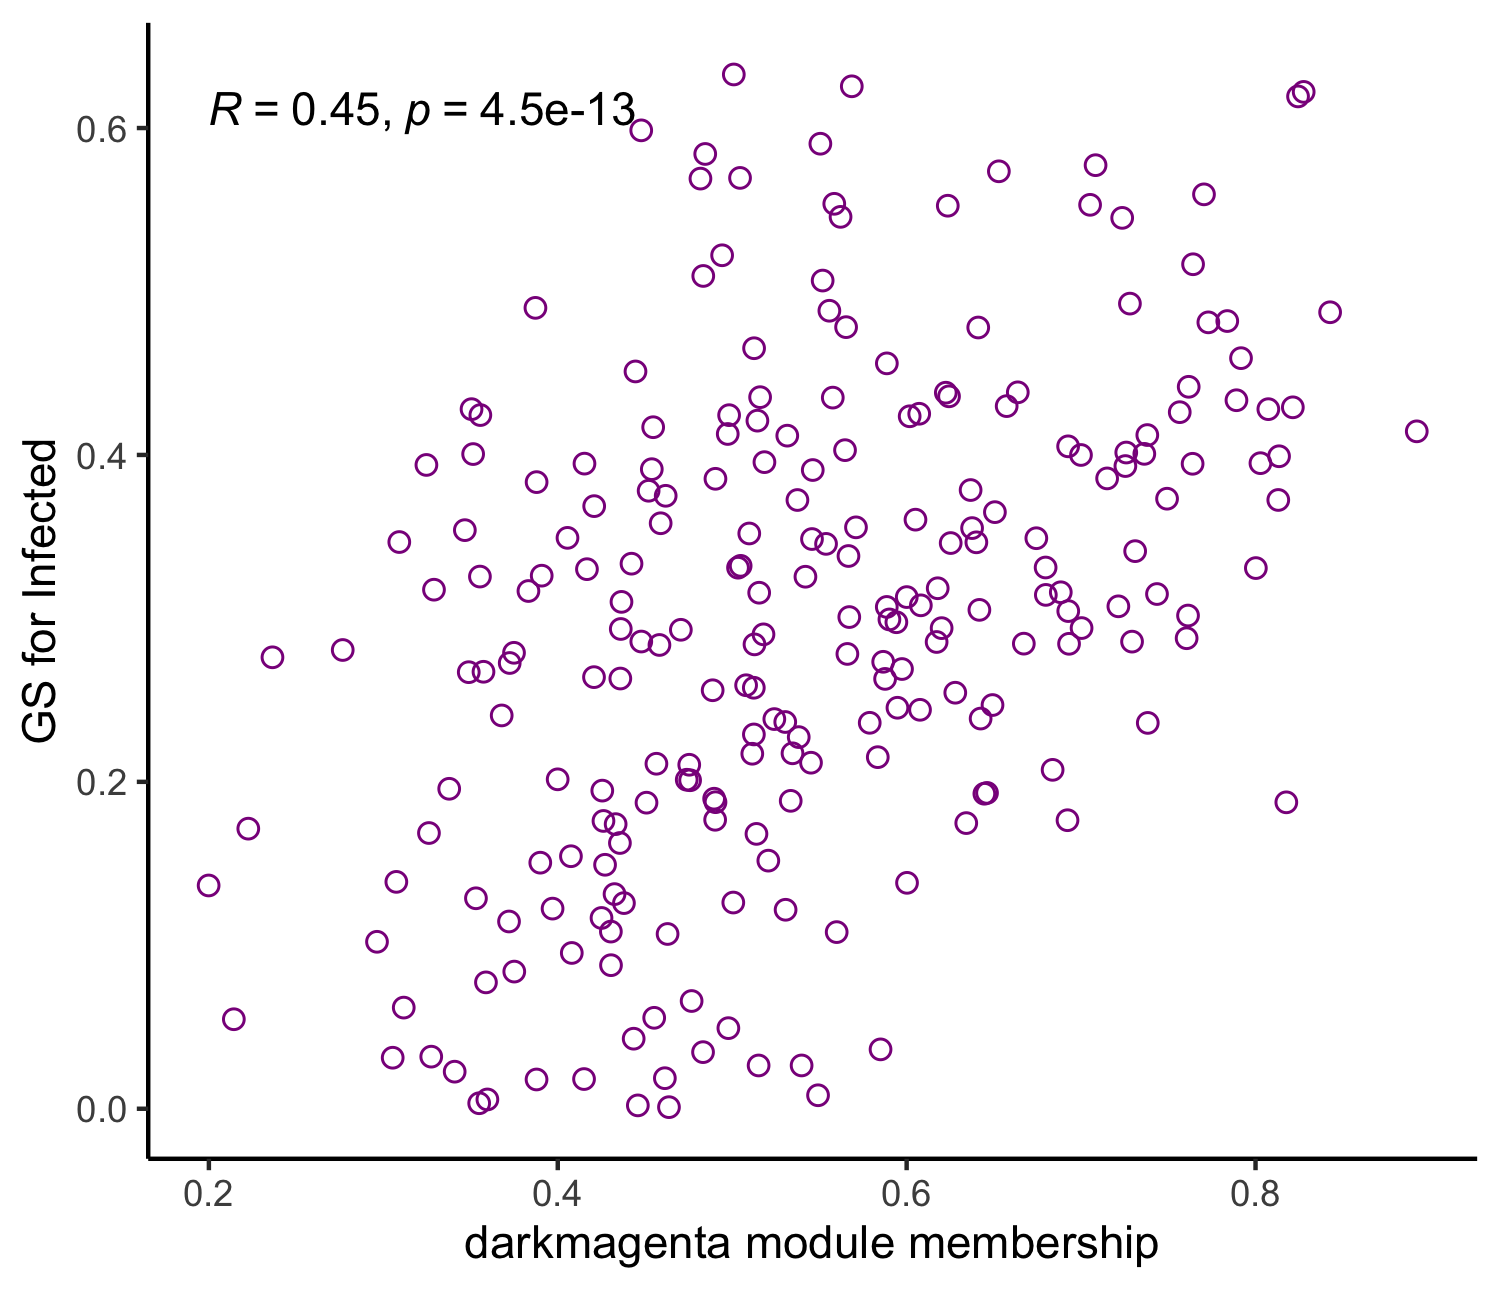 R = 0.45, p = 4.5e-13
0.6
0.4
0.2
0.0
GS for Infected
0.2 0.4 0.6 0.8
darkmagenta module membership